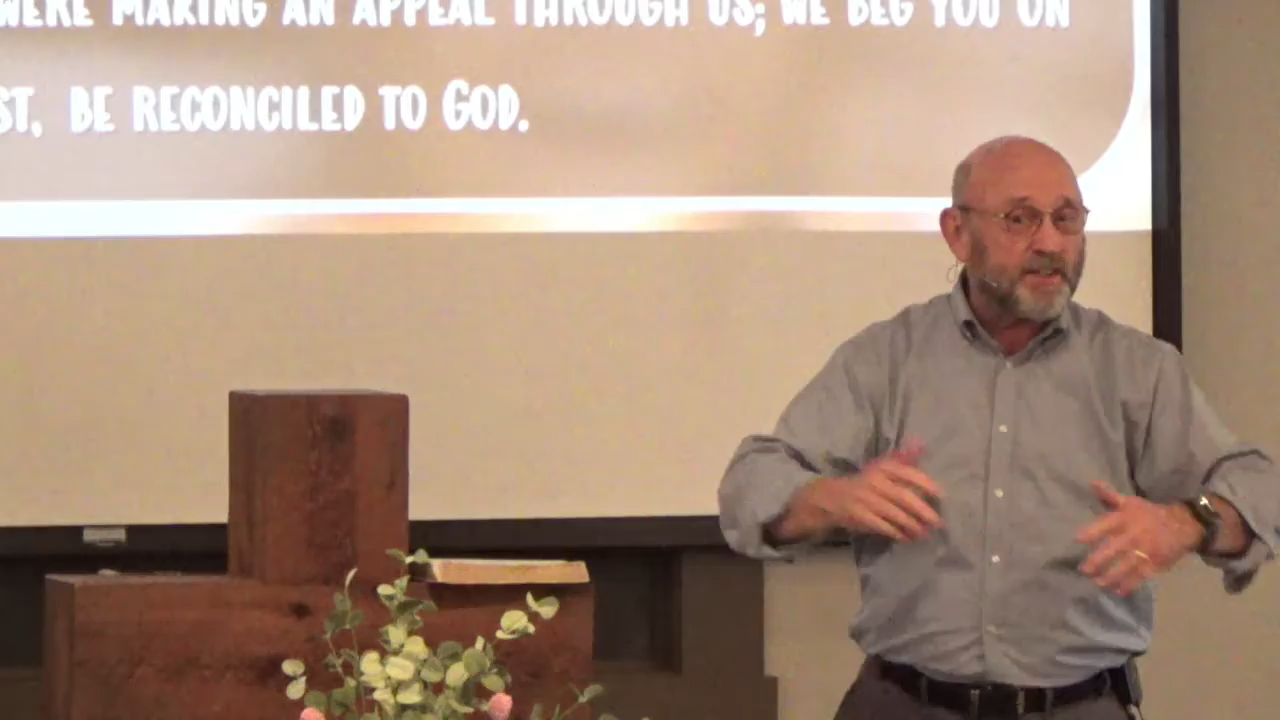 WERE MAKING AN APPEAL THROUGH US; WE BEG YOU ON
ST, BE RECONCILED TO GOD.